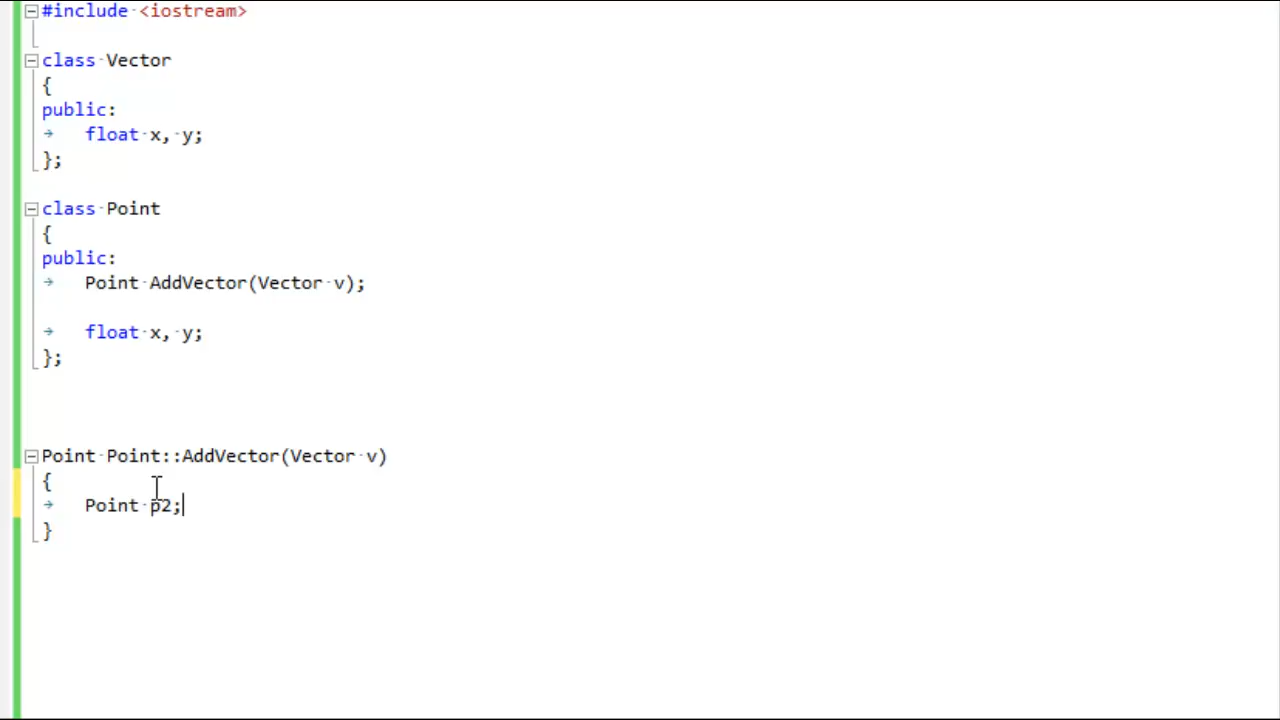 #include <iostream>
class Vector
{
public:
float x, y;
};
class Point
{
public:
Point AddVector(Vector v);
float x, y;
};
Point Point::AddVector(Vector v)
{
Point p2;
}